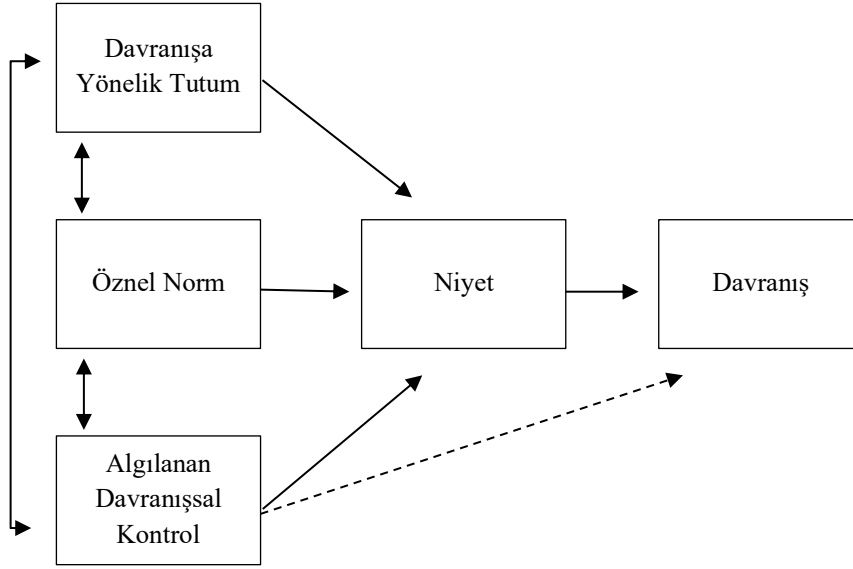 Davranışa
Yönelik Tutum
Öznel Norm
Niyet
Davranış
Algılanan
Davranışsal
Kontrol